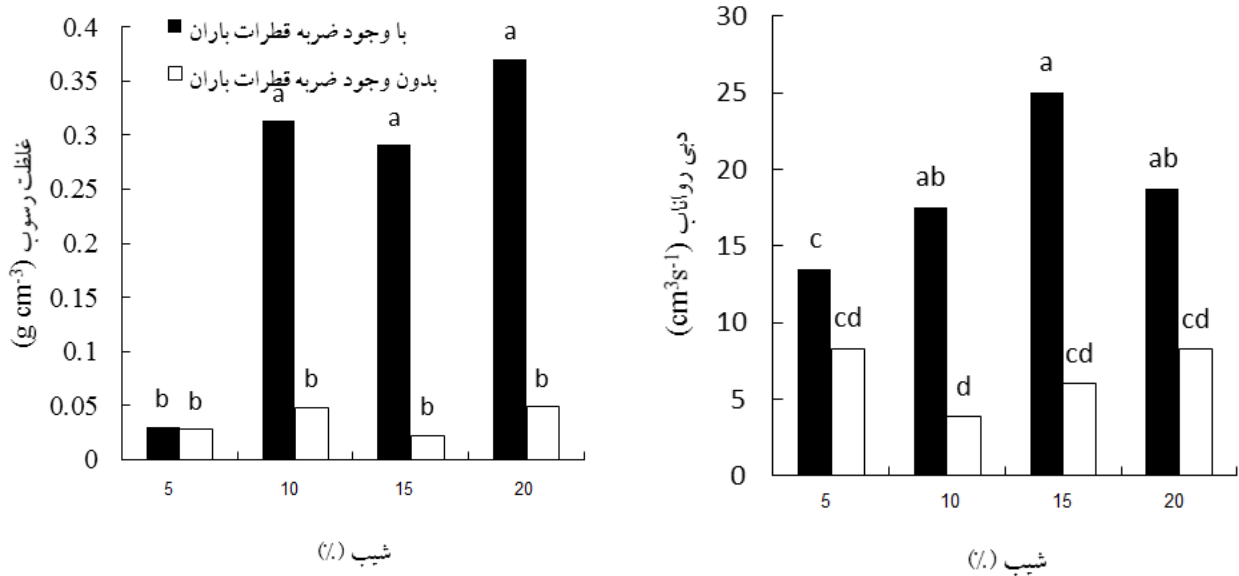 با وجود ضربه قطرات باران
بدون وجود ضربه قطرات باران
غلظت رسوب (g cm-3)
0.4
0.35
0.3
0.25
0.2
0.15
0.1
0.05
0
b b
a b
a b
a b
5 10 15 20
شیب (٪)
دبی رواناب (cm3s-1)
30
25
20
15
10
5
0
c cd
ab d
a cd
ab cd
5 10 15 20
شیب (٪)